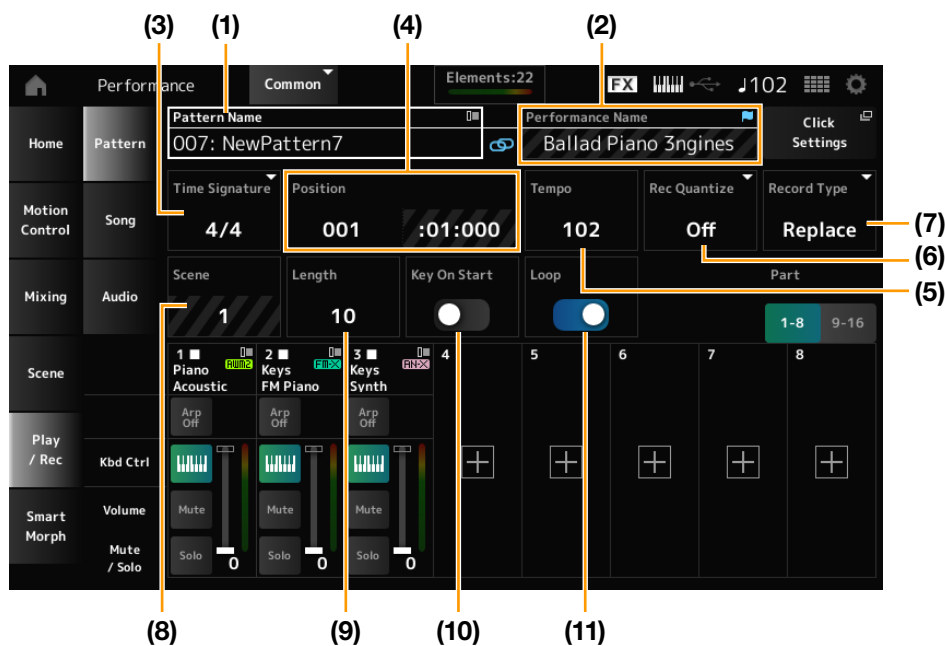 (3) (1) (4) (2)
Performance Common Elements:22 FX ♩102
Pattern Name Performance Name
Home Pattern 007: NewPattern7 Ballad Piano 3ngines Click
Settings
Time Signature Position Tempo Rec Quantize Record Type
Motion
Control Song 4/4 001 :01:000 102 Off Replace (7)
(6)
Scene Length Key On Start Loop Part (5)
Mixing Audio 1 10 1-8 9-16
1 2 3 4 5 6 7 8
Piano AWM2 Keys FM-X Keys AN-X
Acoustic FM Piano Synth
Scene
Arp
Off Arp
Off Arp
Off
Play
/ Rec Kbd Ctrl
Smart
Morph Volume Mute Mute Mute
Mute
/ Solo Solo 0 Solo 0 Solo 0
(8) (9) (10) (11)